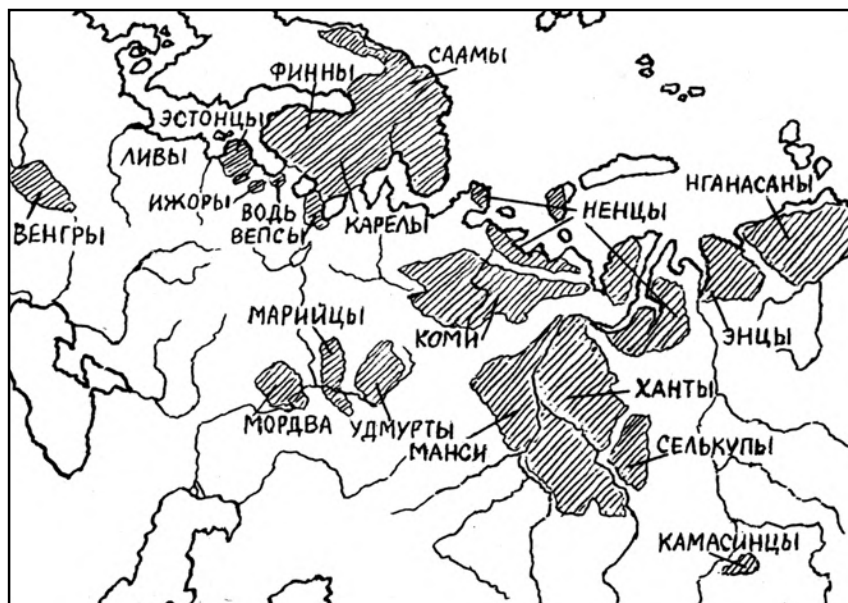 СААМЫ
ФИННЫ
ЭСТОНЦЫ
ЛИВЫ
ИЖОРЫ
ВОДЬ
ВЕПСЫ
КАРЕЛЫ
НЕНЦЫ
НГАНАСАНЫ
ВЕНГРЫ
МАРИЙЦЫ
КОМИ
ЭНЦЫ
МОРДВА
УДМУРТЫ
МАНСИ
ХАНТЫ
СЕЛЬКУПЫ
КАМАСИНЦЫ